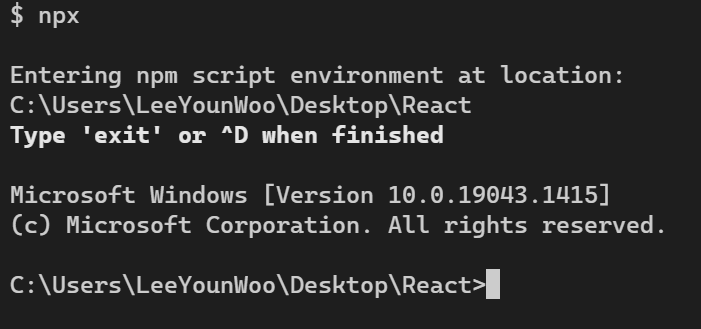 $ npx
Entering npm script environment at location:
C:\Users\LeeYounWoo\Desktop\React
Type 'exit' or ^D when finished
Microsoft Windows [Version 10.0.19043.1415]
(c) Microsoft Corporation. All rights reserved.
C:\Users\LeeYounWoo\Desktop\React>